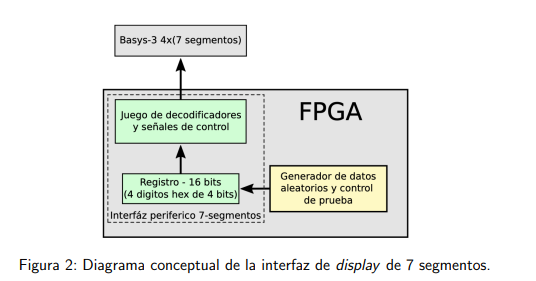 Basys-3 4x(7 segmentos)
FPGA
Juego de decodificadores
y señales de control
Registro - 16 bits
(4 digitos hex de 4 bits)
Generador de datos
aleatorios y control
de prueba
Interfáz periferico 7-segmentos
Figura 2: Diagrama conceptual de la interfaz de display de 7 segmentos.